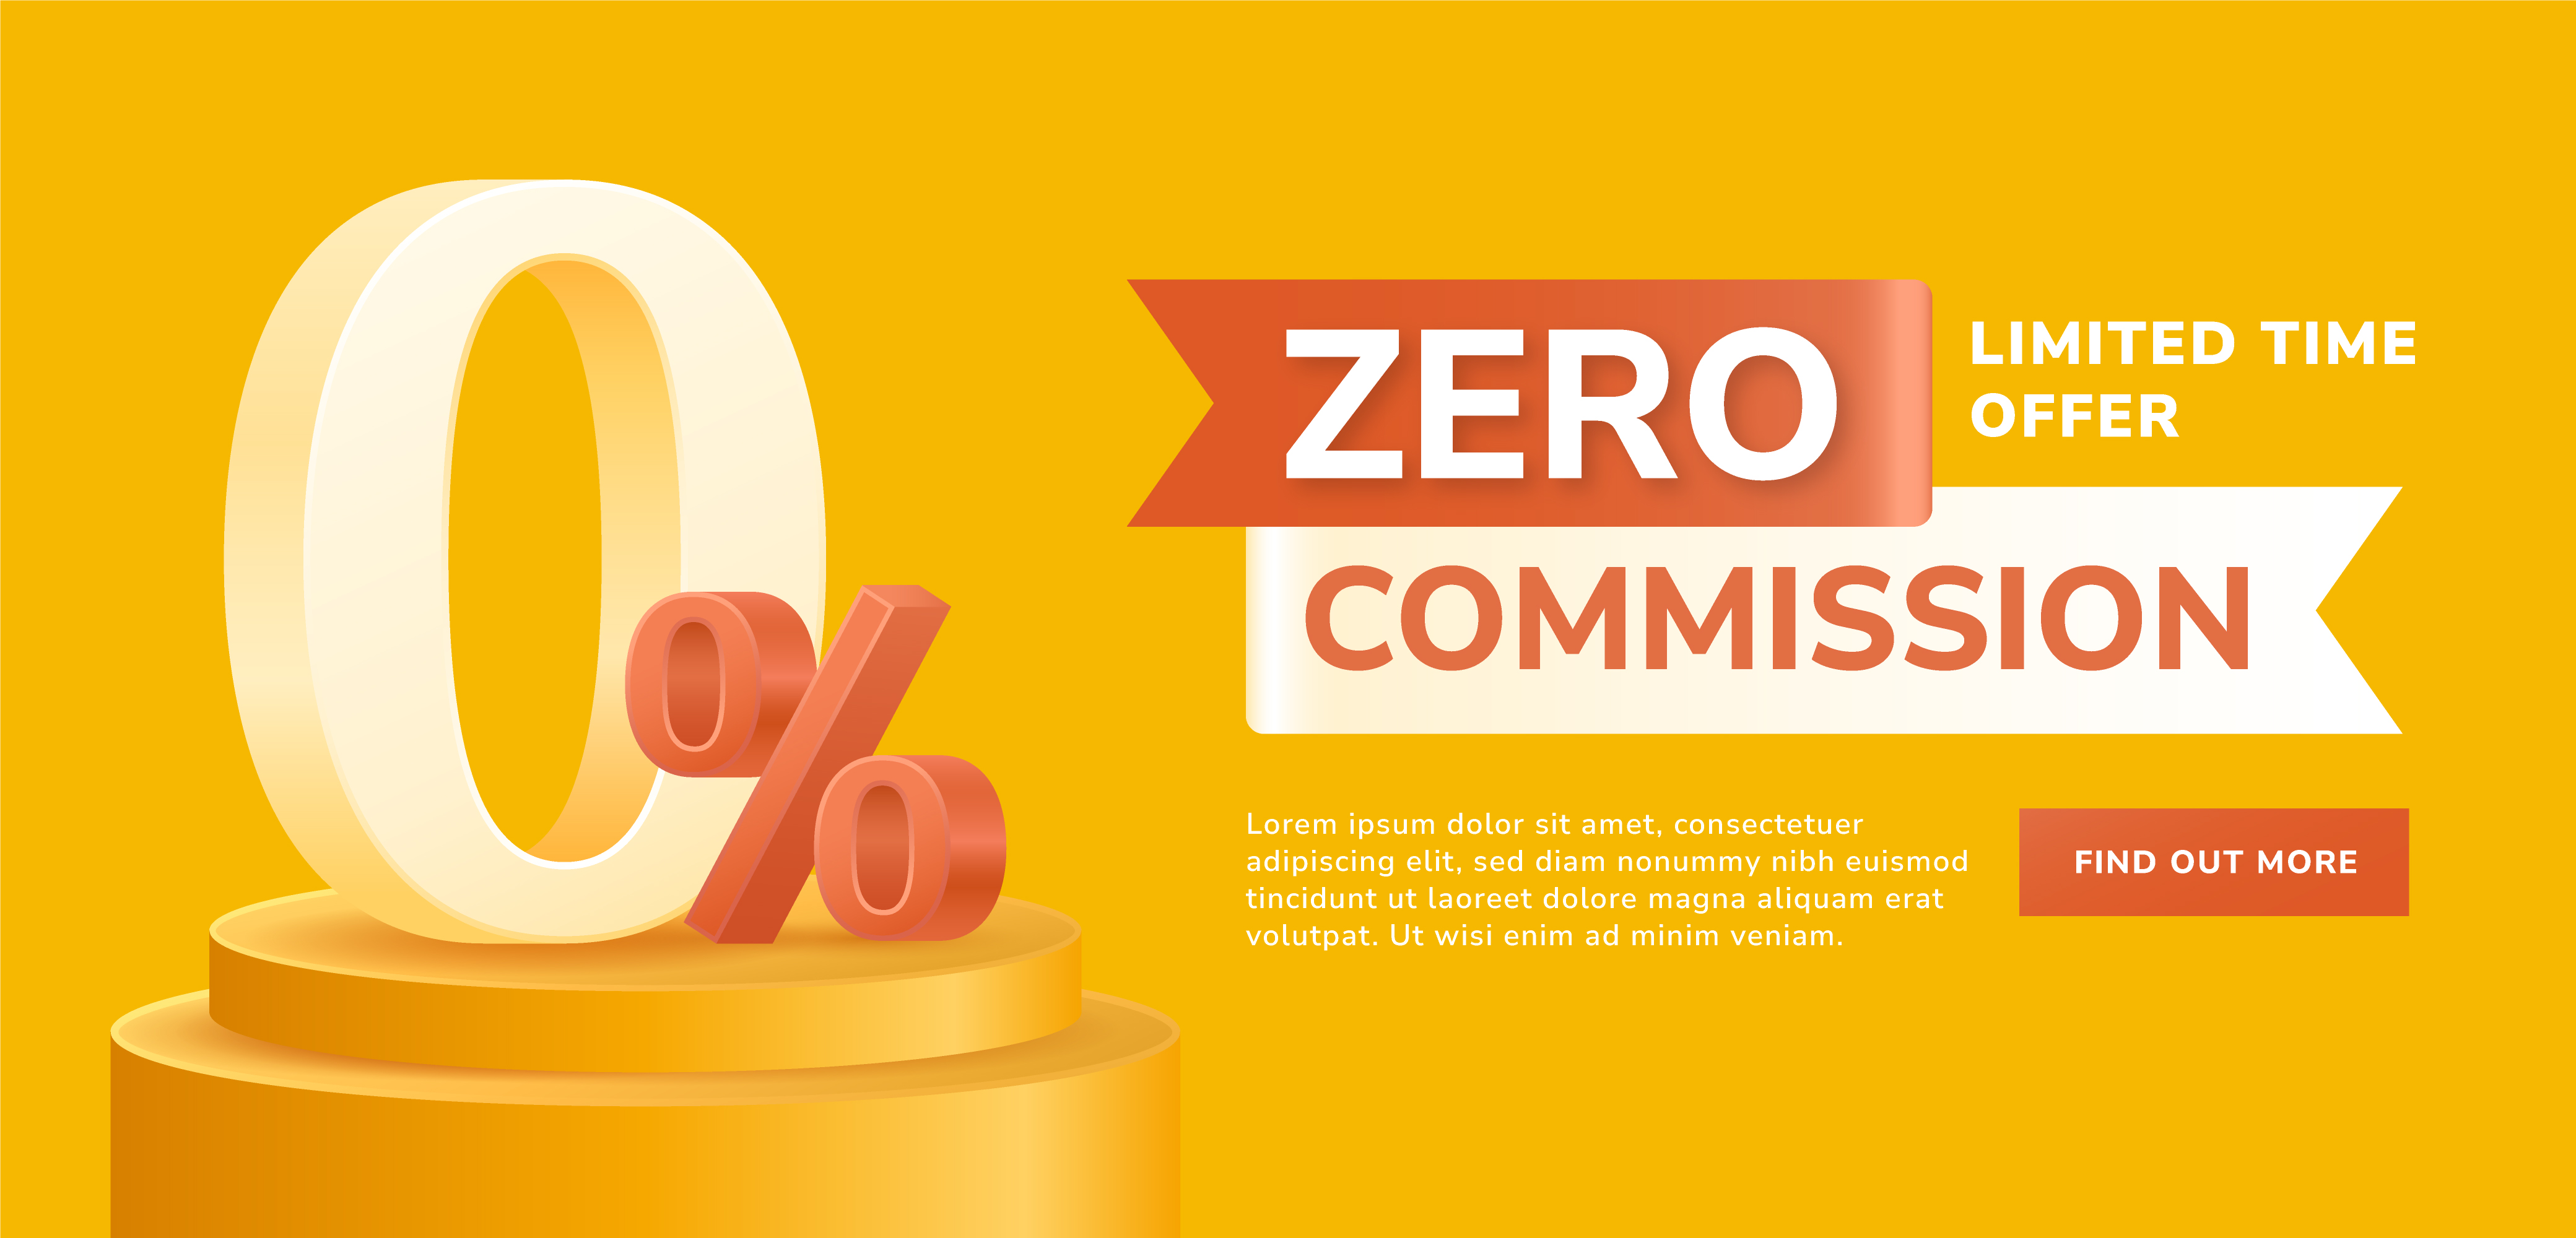 0%
ZERO
LIMITED TIME
OFFER
COMMISSION
Lorem ipsum dolor sit amet, consectetuer
adipiscing elit, sed diam nonummy nibh euismod
tincidunt ut laoreet dolore magna aliquam erat
volutpat. Ut wisi enim ad minim veniam.
FIND OUT MORE